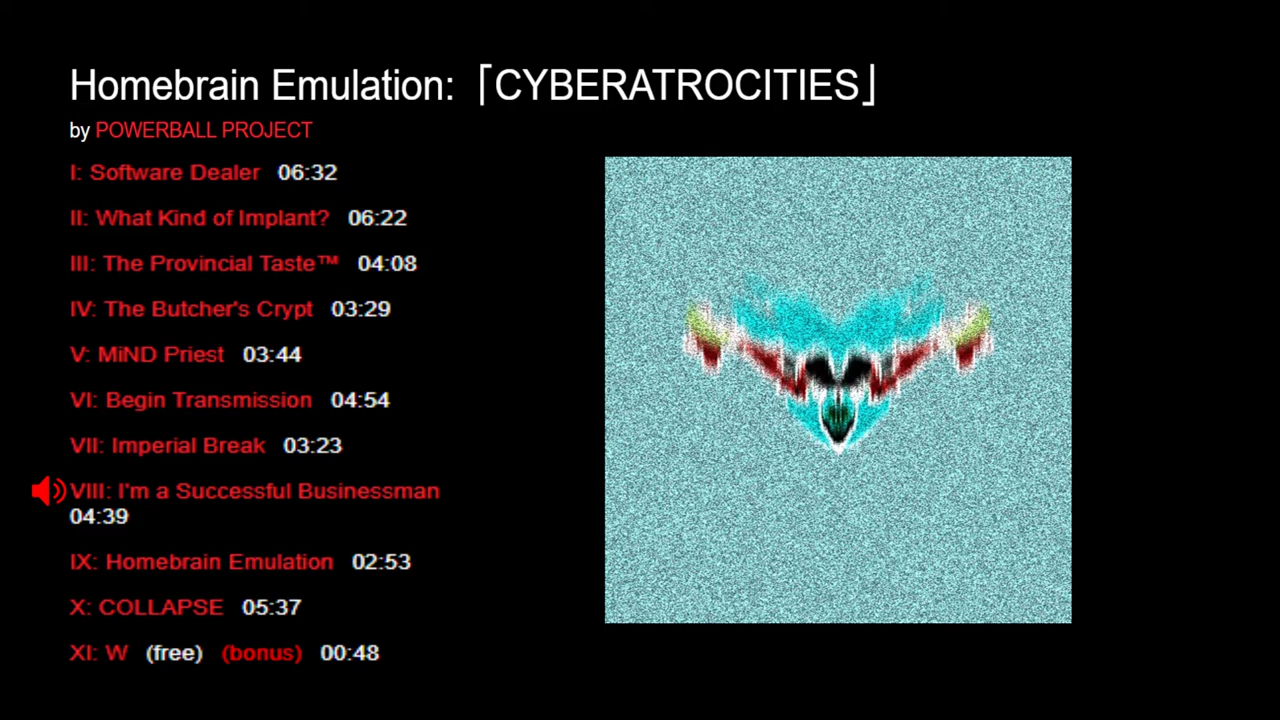 Homebrain Emulation: ⌈CYBERATROCITIES⌋
by POWERBALL PROJECT
I: Software Dealer 06:32
II: What Kind of Implant? 06:22
III: The Provincial Taste™ 04:08
IV: The Butcher's Crypt 03:29
V: MiND Priest 03:44
VI: Begin Transmission 04:54
VII: Imperial Break 03:23
VIII: I'm a Successful Businessman
04:39
IX: Homebrain Emulation 02:53
X: COLLAPSE 05:37
XI: W (free) (bonus) 00:48